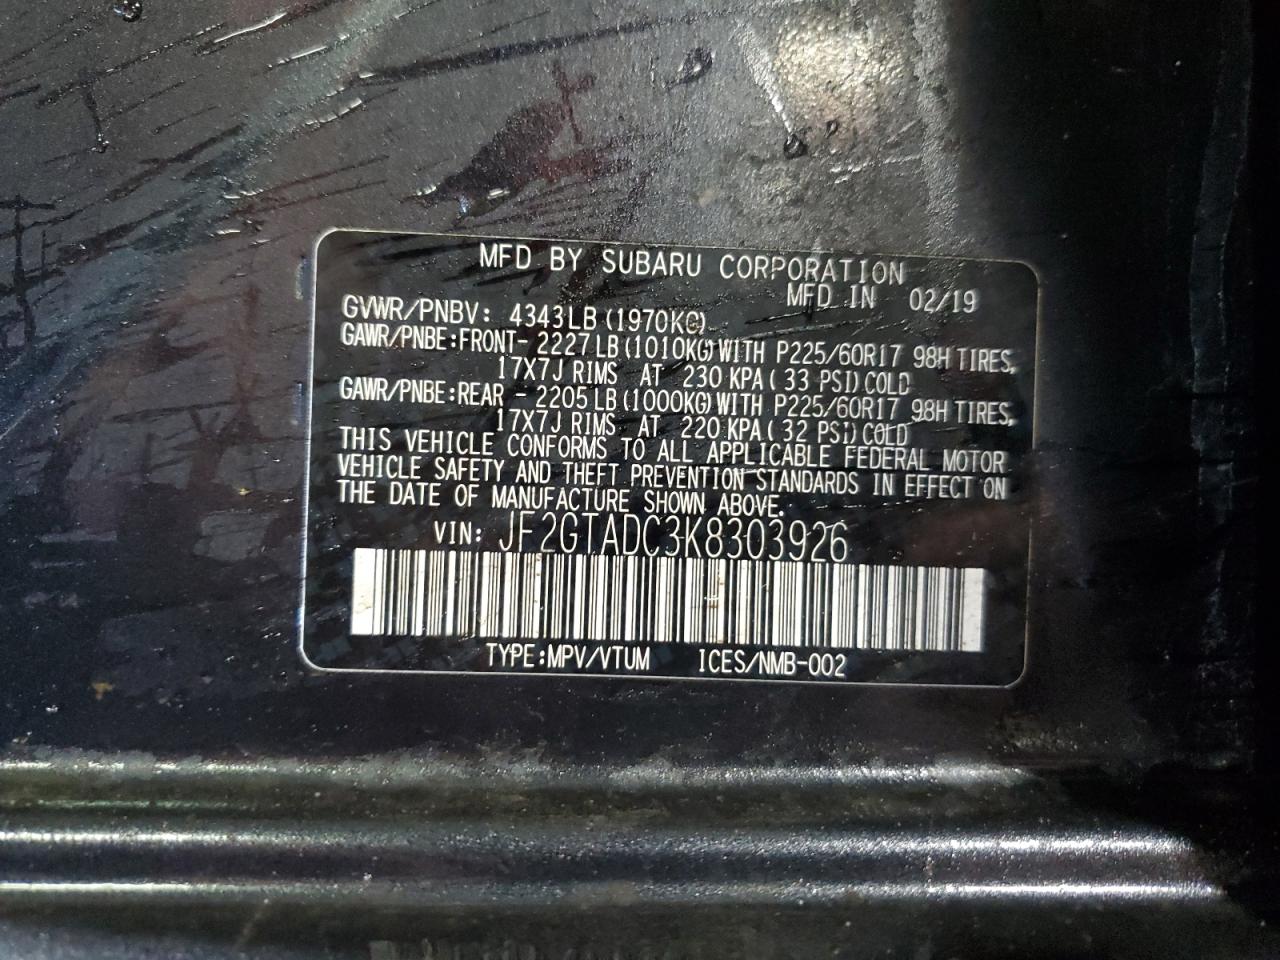 MFD BY SUBARU CORPORATION
MFD IN 02/19
GVWR/PNBV: 4343LB (1970KG)
GAWR/PNBE:FRONT- 2227LB(1010KG)WITH P225/60R17 98H TIRES,
17X7J RIMS AT 230 KPA( 33 PSI)COLD
GAWR/PNBE:REAR - 2205LB(1000KG)WITH P225/60R17 98H TIRES,
17X7J RIMS AT 220 KPA( 32 PSI)COLD
THIS VEHICLE CONFORMS TO ALL APPLICABLE FEDERAL MOTOR
VEHICLE SAFETY AND THEFT PREVENTION STANDARDS IN EFFECT ON
THE DATE OF MANUFACTURE SHOWN ABOVE.
VIN: JF2GTADC3K8303926
TYPE:MPV/VTUM ICES/NMB-002